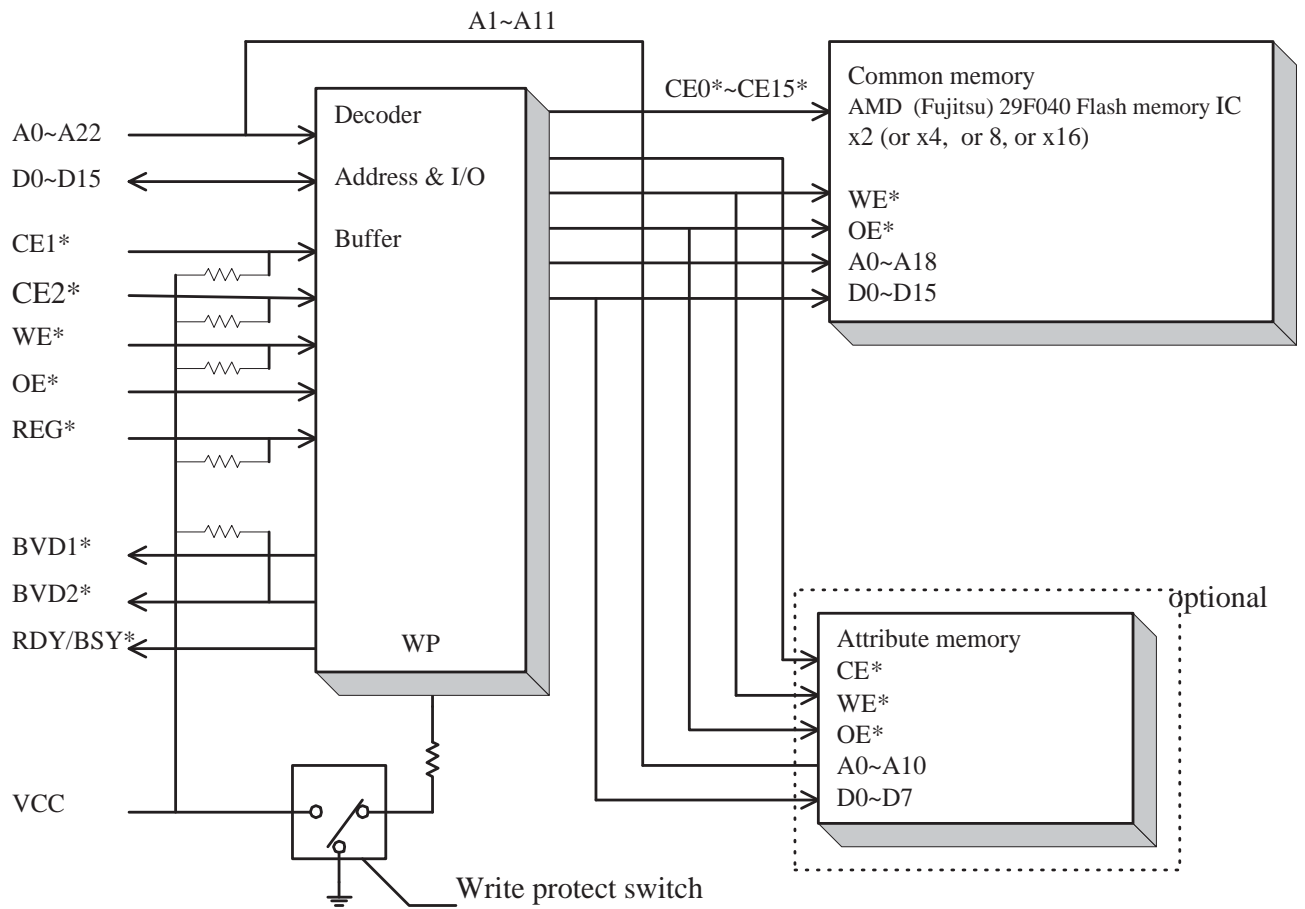 A1~A11
A0~A22
D0~D15
CE1*
CE2*
WE*
OE*
REG*
BVD1*
BVD2*
RDY/BSY*
VCC
Decoder
Address & I/O
Buffer
WP
Write protect switch
CE0*~CE15*
Common memory
AMD (Fujitsu) 29F040 Flash memory IC
x2 (or x4, or 8, or x16)
WE*
OE*
A0~A18
D0~D15
optional
Attribute memory
CE*
WE*
OE*
A0~A10
D0~D7